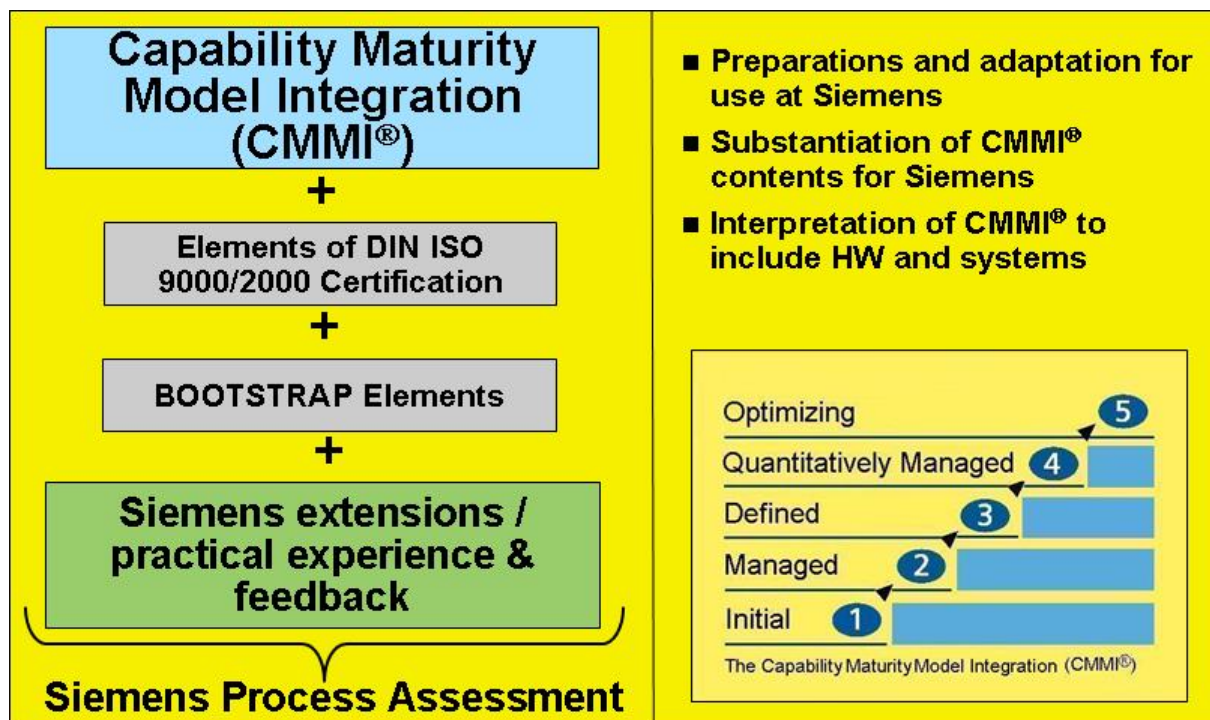 Capability Maturity
Model Integration
(CMMI®)
+
Elements of DIN ISO
9000/2000 Certification
+
BOOTSTRAP Elements
+
Siemens extensions /
practical experience &
feedback
Siemens Process Assessment
■ Preparations and adaptation for
use at Siemens
■ Substantiation of CMMI®
contents for Siemens
■ Interpretation of CMMI® to
include HW and systems
Optimizing 5
Quantitatively Managed 4
Defined 3
Managed 2
Initial 1
The Capability Maturity Model Integration (CMMI®)